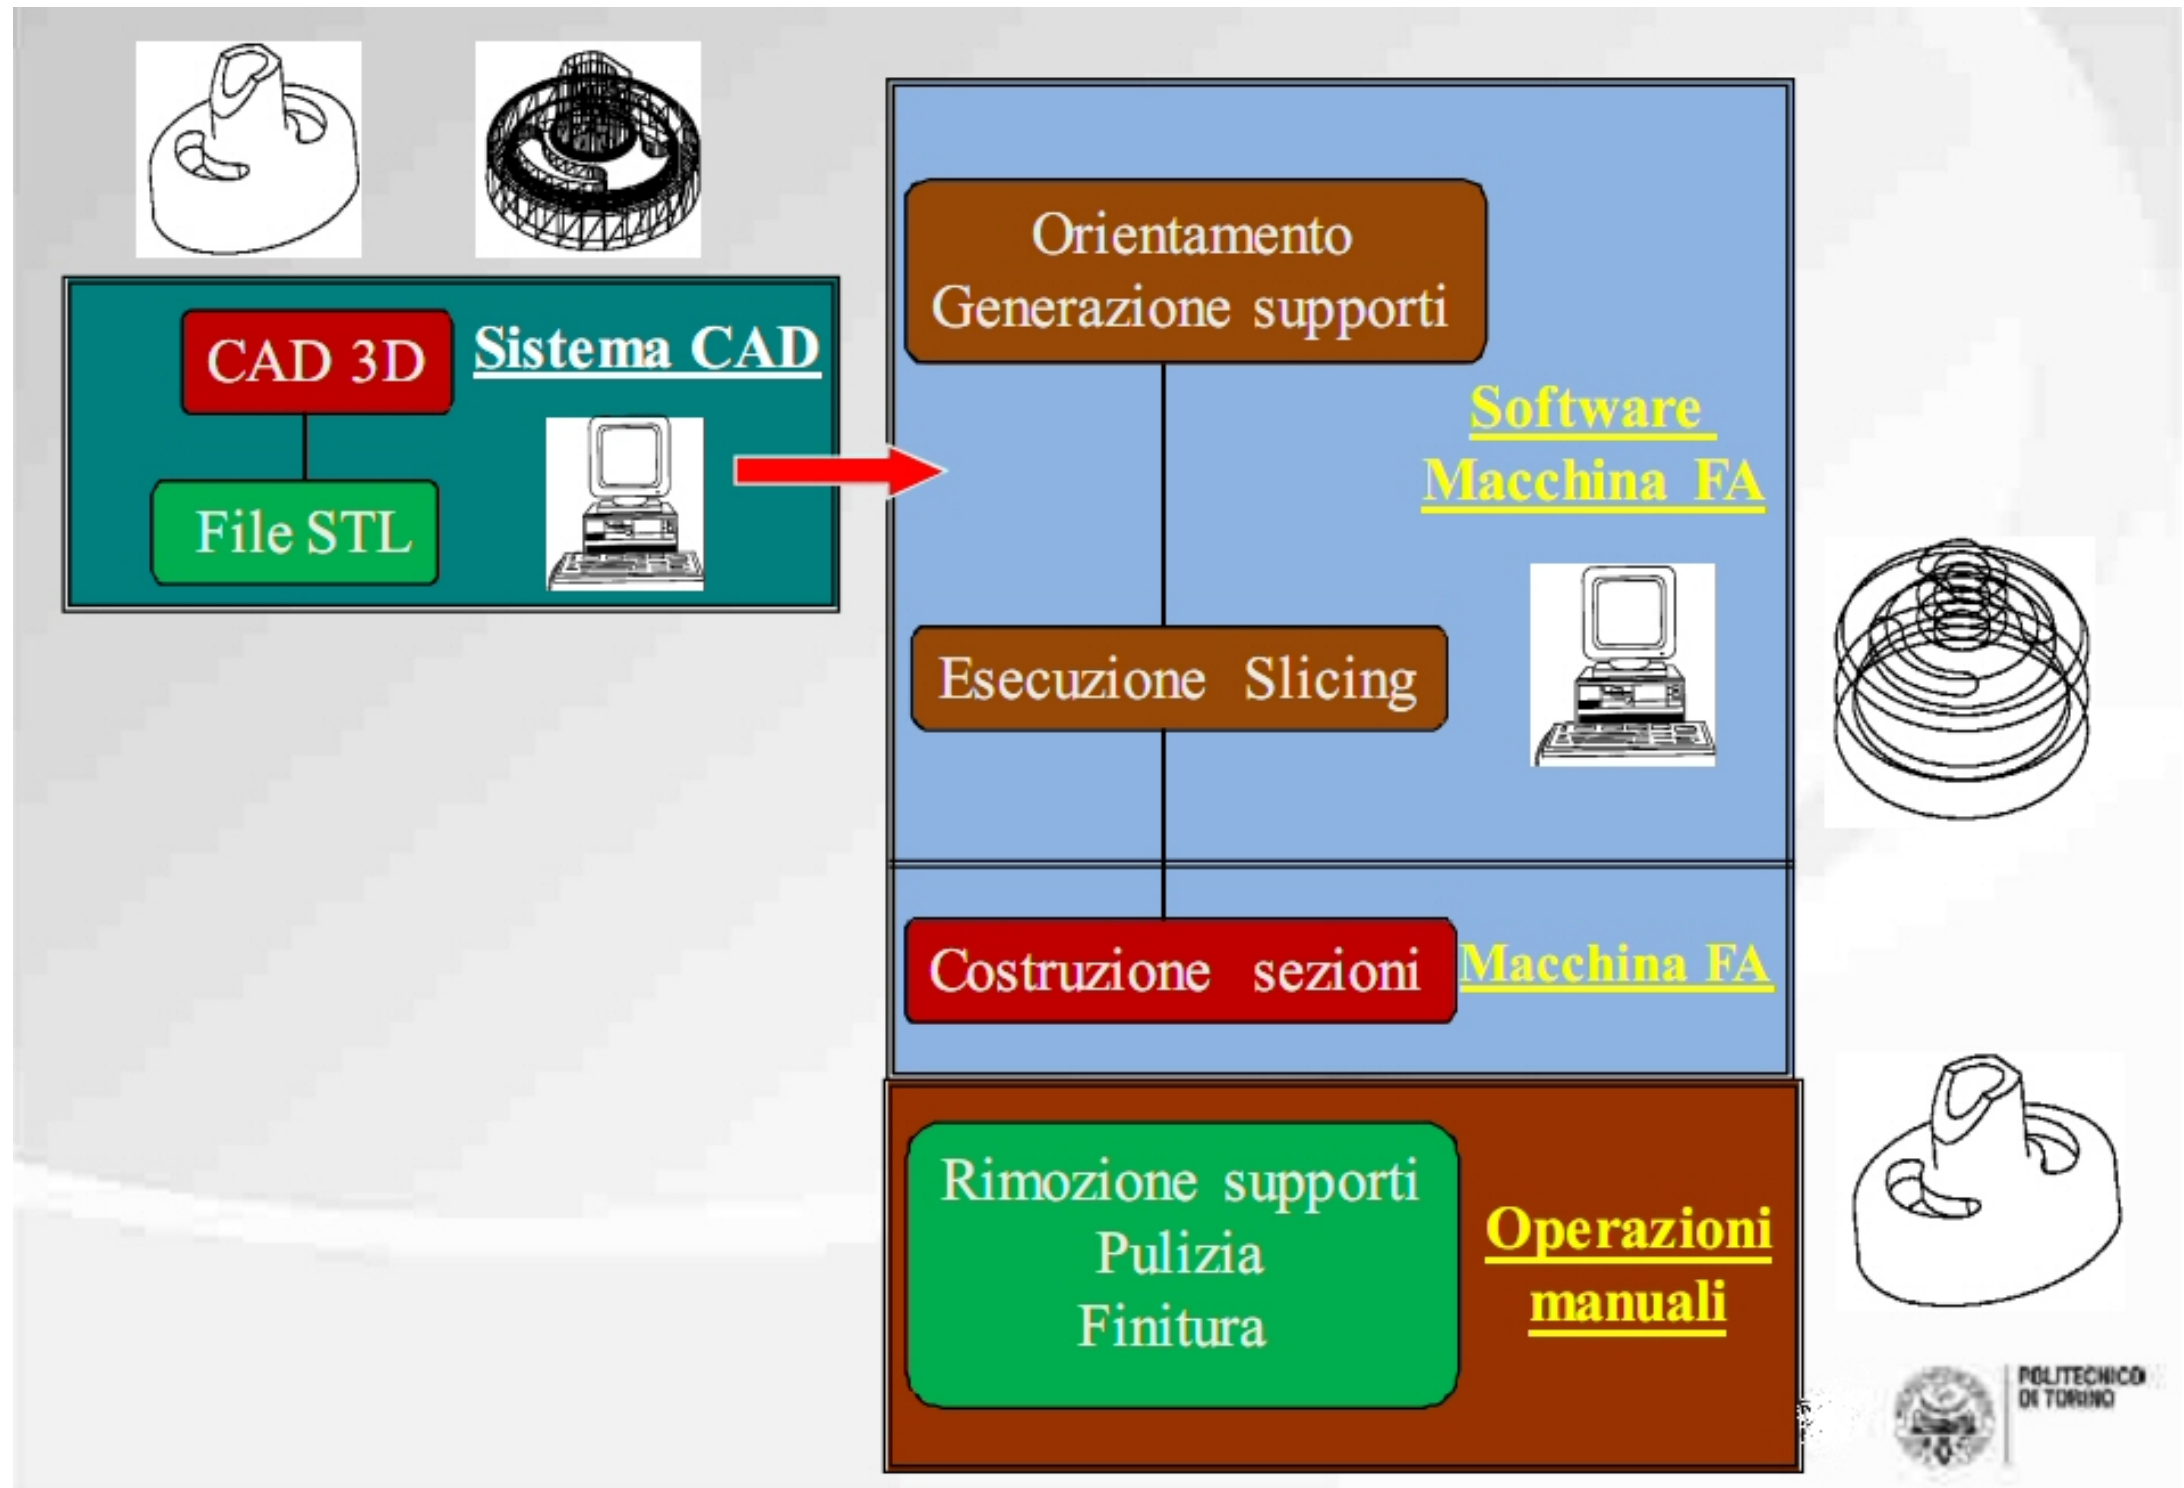 CAD 3D
Sistema CAD
File STL
Orientamento
Generazione supporti
Software
Macchina FA
Esecuzione Slicing
Costruzione sezioni
Macchina FA
Rimozione supporti
Pulizia
Finitura
Operazioni
manuali
POLITECNICO
DI TORINO